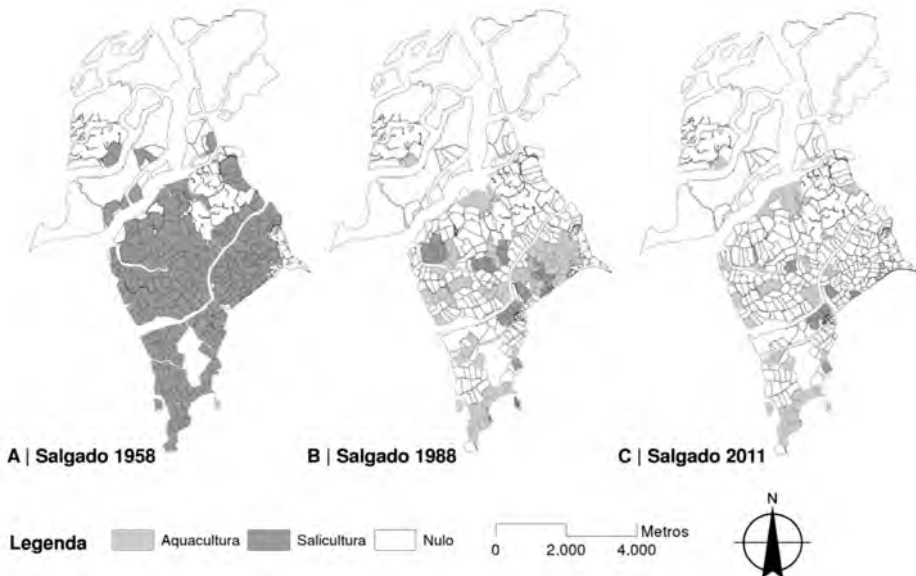 A | Salgado 1958
B | Salgado 1988
C | Salgado 2011
Legenda
Aquacultura
Salicultura
Nulo
Metros
0 2.000 4.000
N